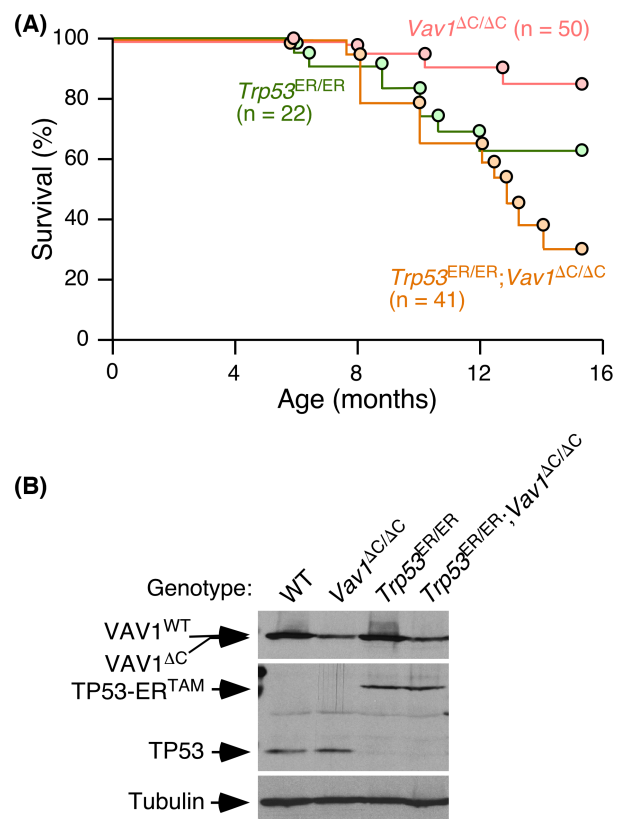 (A)
Vav1ΔC/ΔC (n = 50)
100
80
60
40
20
0
Survival (%)
Trp53ER/ER
(n = 22)
Trp53ER/ER;Vav1ΔC/ΔC
(n = 41)
0 4 8 12 16
Age (months)
(B)
Genotype: WT Vav1ΔC/ΔC Trp53ER/ER Trp53ER/ER;Vav1ΔC/ΔC
VAV1WT
VAV1ΔC
TP53-ERTAM
TP53
Tubulin